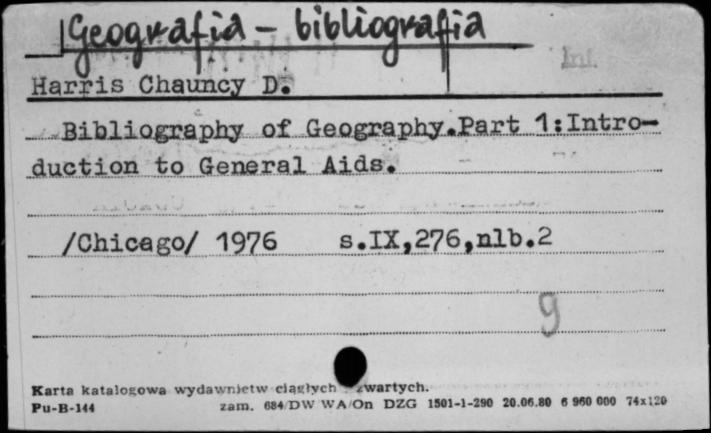 Geografia - bibliografia
Int.
Harris Chauncy D.
Bibliography of Geography.Part 1:Intro-
duction to General Aids.
/Chicago/ 1976 s.IX,276,nlb.2
9
Karta katalogowa wydawnictw ciągłych zwartych.
Pu-B-144 zam. 684/DW WA/On DZG 1501-1-290 20.06.80 6 960 000 74x120